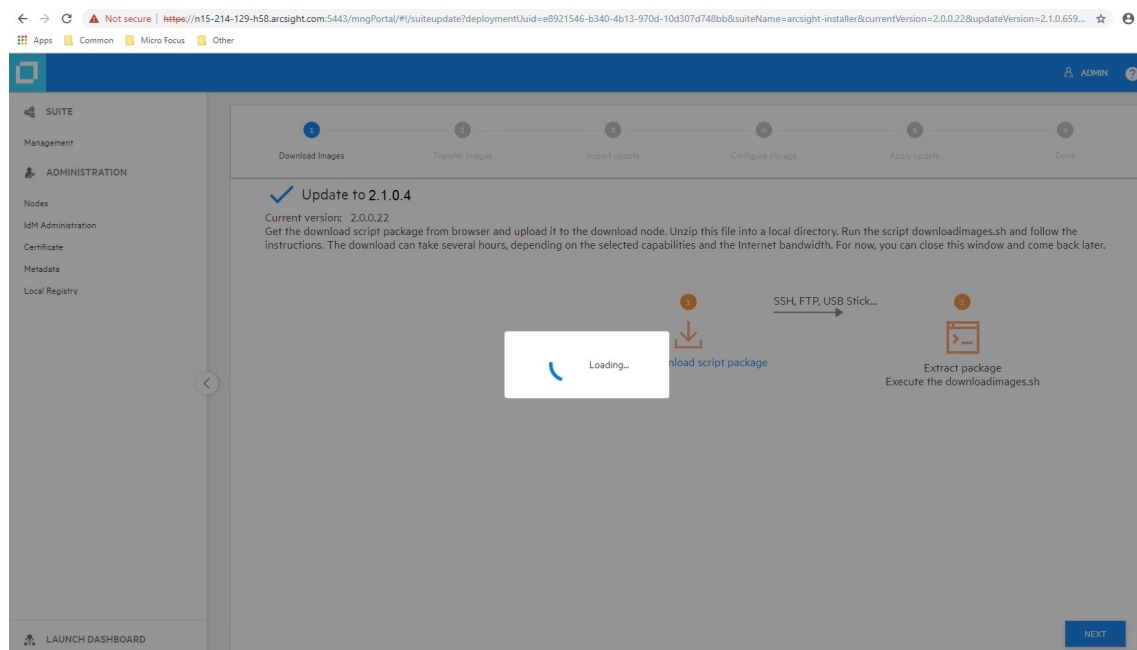 Not secure | https://n15-214-129-h58.arcsight.com:5443/mngPortal/#!/suiteupdate?deploymentUuid=e8921546-b340-4b13-970d-10d307d748bb&suiteName=arcsight-installer&currentVersion=2.0.0.22&updateVersion=2.1.0.659...
Apps Common Micro Focus Other
ADMIN ?
SUITE
Management
ADMINISTRATION
Nodes
IdM Administration
Certificate
Metadata
Local Registry
LAUNCH DASHBOARD
1 2 3 4 5 6
Download Images Transfer Images Import update Configure storage Apply update Done
Update to 2.1.0.4
Current version: 2.0.0.22
Get the download script package from browser and upload it to the download node. Unzip this file into a local directory. Run the script downloadimages.sh and follow the
instructions. The download can take several hours, depending on the selected capabilities and the Internet bandwidth. For now, you can close this window and come back later.
1 SSH, FTP, USB Stick... 2
Loading...
nload script package
Extract package
Execute the downloadimages.sh
NEXT